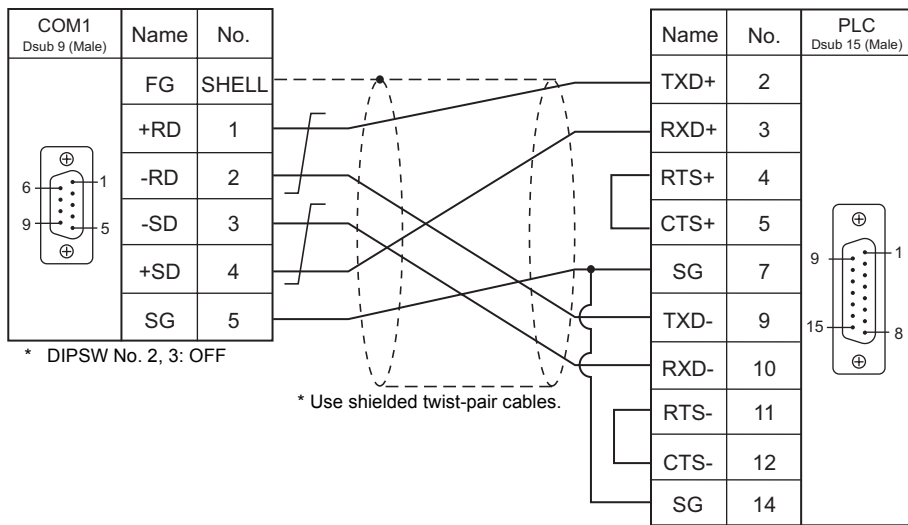 COM1
Dsub 9 (Male)
Name No.
FG SHELL
+RD 1
-RD 2
-SD 3
+SD 4
SG 5
6
1
9
5
* DIPSW No. 2, 3: OFF
* Use shielded twist-pair cables.
Name No.
PLC
Dsub 15 (Male)
TXD+ 2
RXD+ 3
RTS+ 4
CTS+ 5
SG 7
TXD- 9
RXD- 10
RTS- 11
CTS- 12
SG 14
9
1
15
8